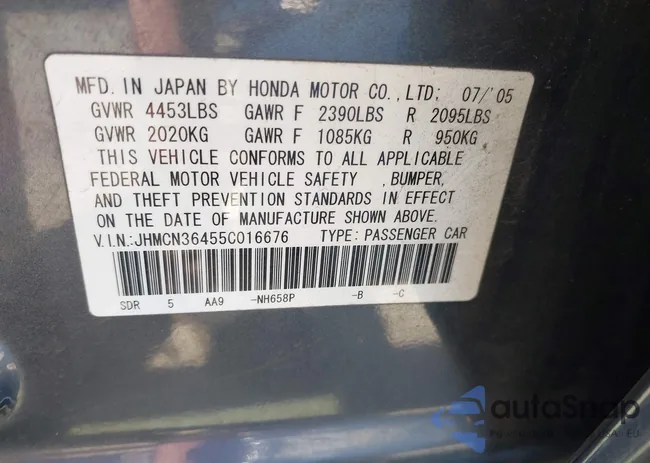 MFD. IN JAPAN BY HONDA MOTOR CO.,LTD; 07/'05
GVWR 4453LBS GAWR F 2390LBS R 2095LBS
GVWR 2020KG GAWR F 1085KG R 950KG
THIS VEHICLE CONFORMS TO ALL APPLICABLE
FEDERAL MOTOR VEHICLE SAFETY ,BUMPER,
AND THEFT PREVENTION STANDARDS IN EFFECT
ON THE DATE OF MANUFACTURE SHOWN ABOVE.
V.IN.:JHMCN36455C016676 TYPE: PASSENGER CAR
SDR 5 AA9 -NH658P -B -C
autoSnap